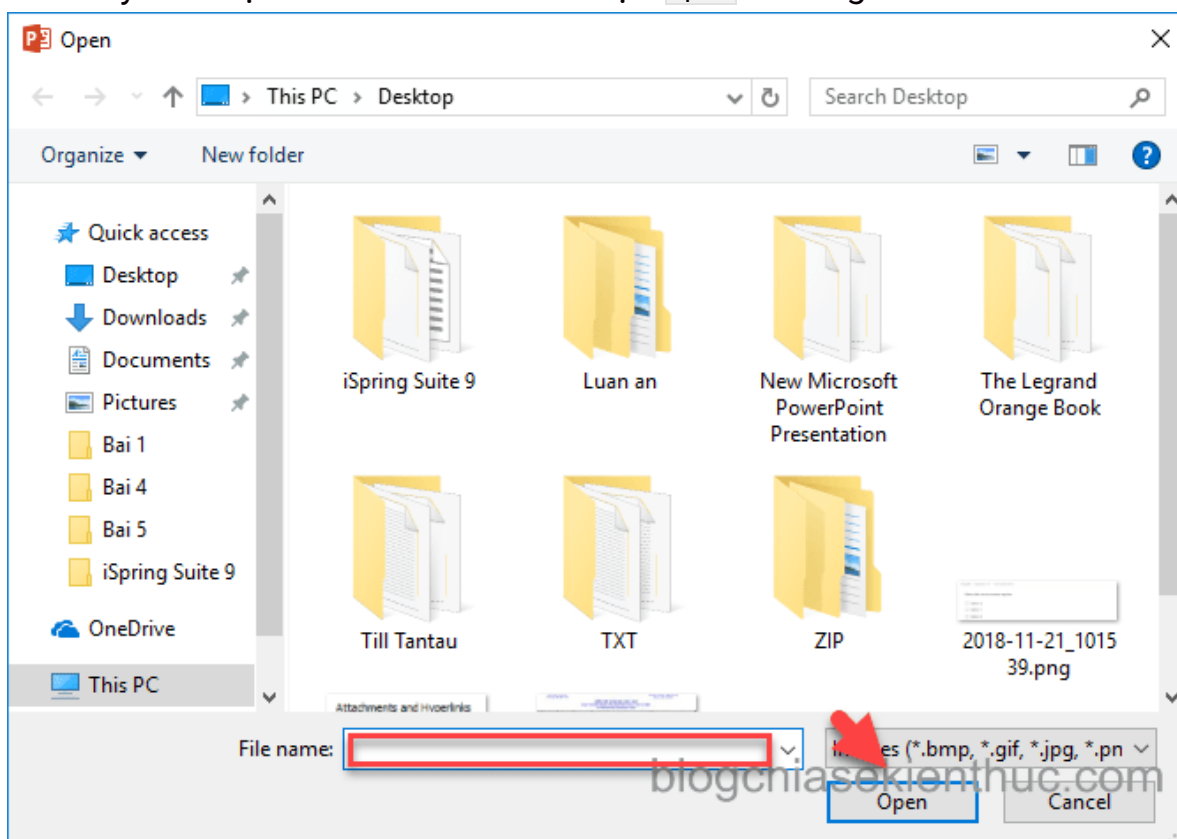 Open
This PC > Desktop
Search Desktop
Organize
New folder
Quick access
Desktop
Downloads
Documents
Pictures
Bai 1
Bai 4
Bai 5
iSpring Suite 9
OneDrive
This PC
iSpring Suite 9
Luan an
New Microsoft
PowerPoint
Presentation
The Legrand
Orange Book
Till Tantau
TXT
ZIP
2018-11-21_1015
39.png
Attachments and Hyperlinks
File name:
(*.bmp, *.gif, *.jpg, *.pn
blogchiasekienthuc.com
Open
Cancel